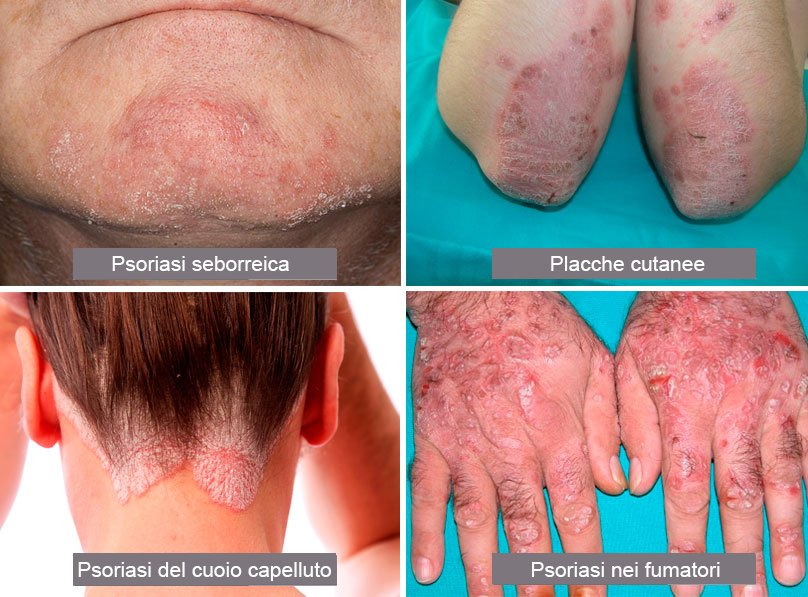 Psoriasi seborreica
Placche cutanee
Psoriasi del cuoio capelluto
Psoriasi nei fumatori